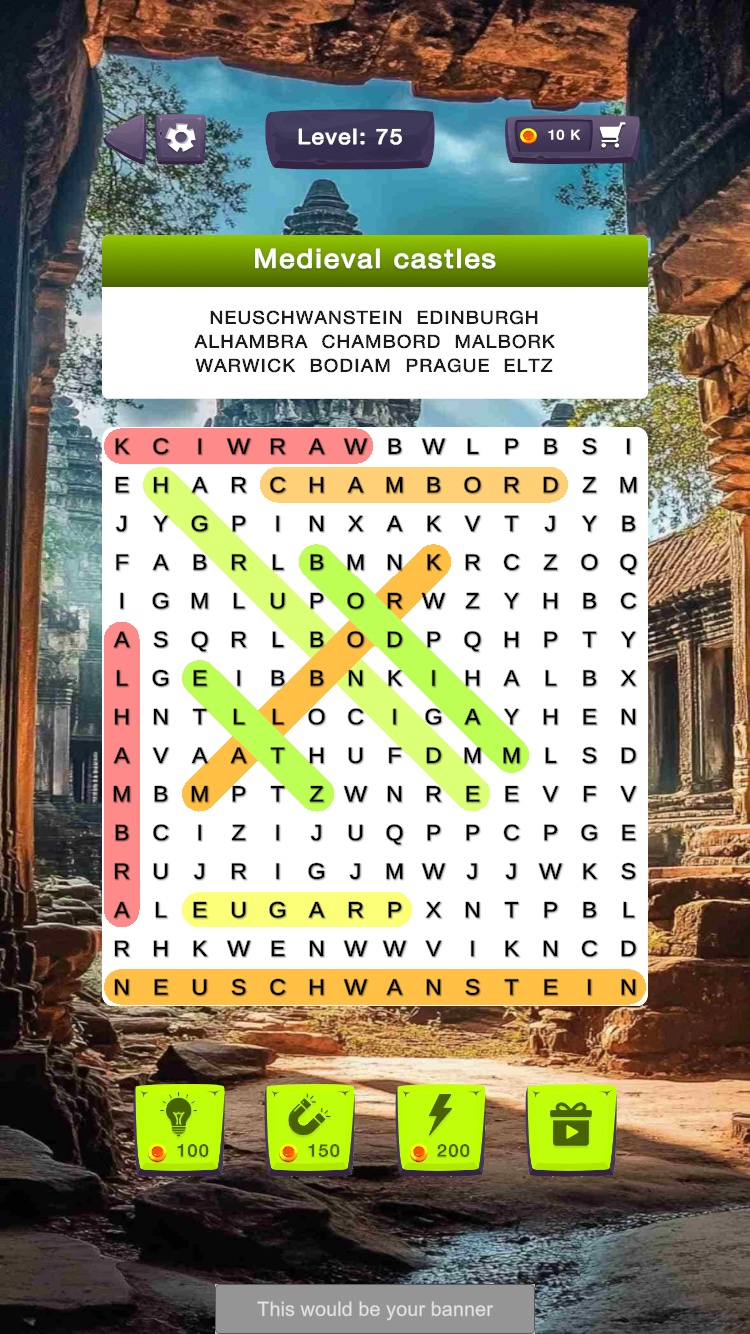 Level: 75
10 K
Medieval castles
NEUSCHWANSTEIN EDINBURGH
ALHAMBRA CHAMBORD MALBORK
WARWICK BODIAM PRAGUE ELTZ
K C I W R A W B W L P B S I
E H A R C H A M B O R D Z M
J Y G P I N X A K V T J Y B
F A B R L B M N K R C Z O Q
I G M L U P O R W Z Y H B C
A S Q R L B O D P Q H P T Y
L G E I B B N K I H A L B X
H N T L L O C I G A Y H E N
A V A A T H U F D M M L S D
M B M P T Z W N R E E V F V
B C I Z I J U Q P P C P G E
R U J R I G J M W J J W K S
A L E U G A R P X N T P B L
R H K W E N W W V I K N C D
N E U S C H W A N S T E I N
100 150 200
This would be your banner